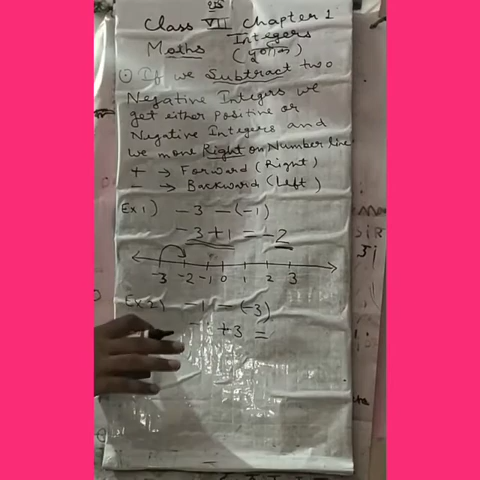 Class VII Chapter 1
Maths Integers
If we Subtract two
Negative Integers we
get either Positive or
Negative Integers and
we move Right on Number line
+ → Forward (Right)
- → Backward (Left)
Ex 1) -3 - (-1)
-3 + 1 = -2
-3 -2 -1 0 1 2 3
Ex 2) -1 - (-3)
+3 =